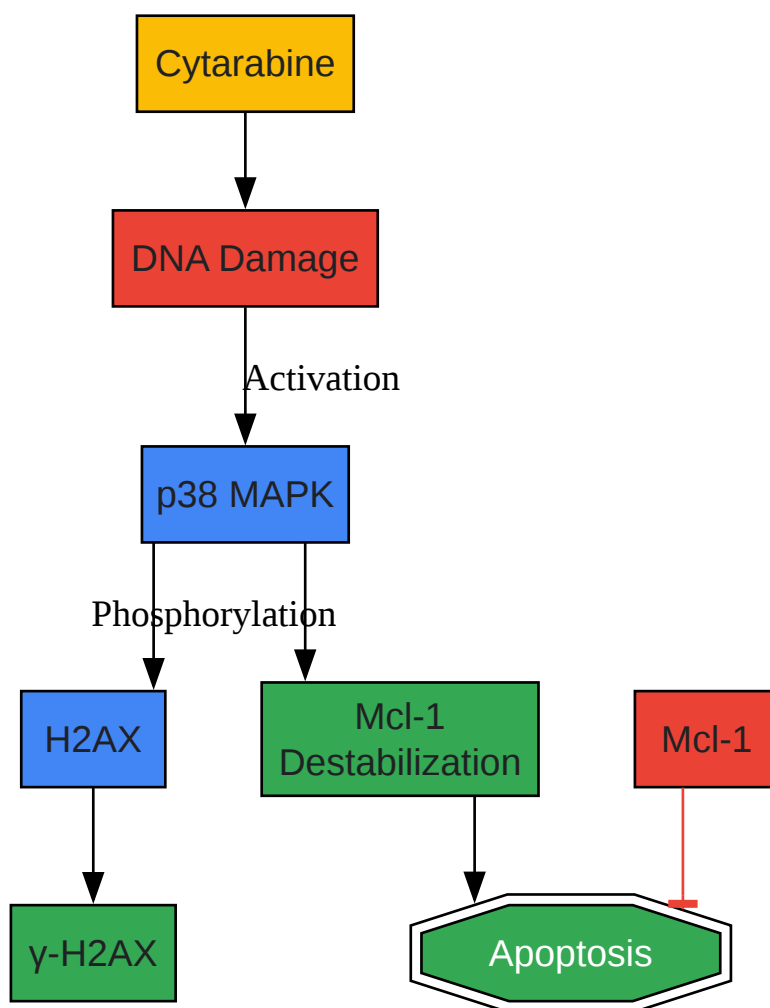 Cytarabine
DNA Damage
Activation
p38 MAPK
Phosphorylation
H2AX
Mcl-1
Destabilization
Mcl-1
γ-H2AX
Apoptosis